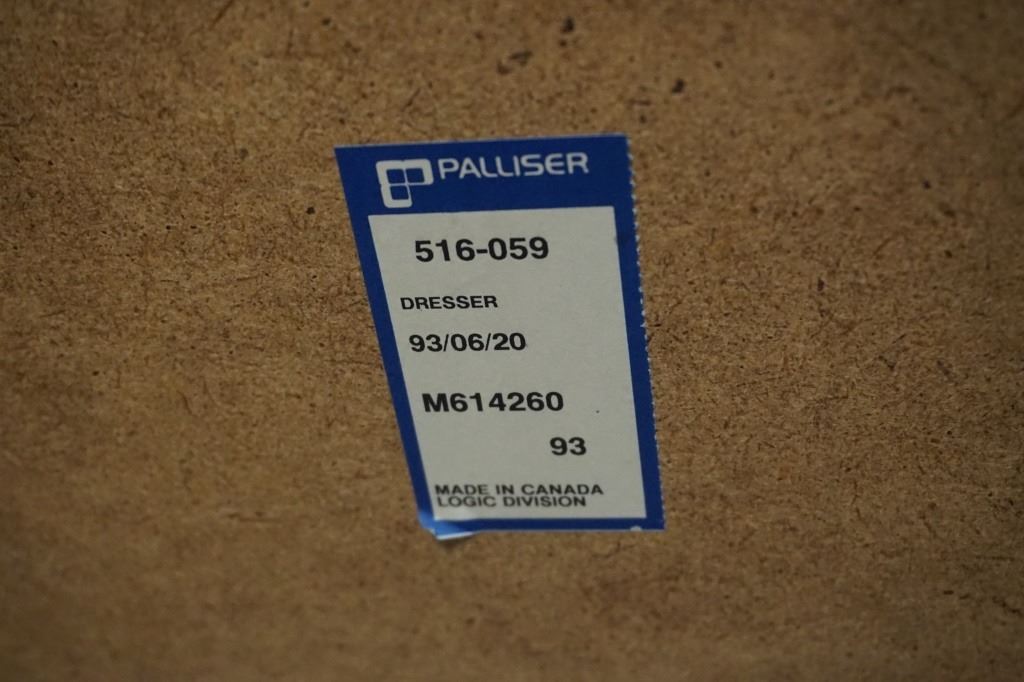 PALLISER
516-059
DRESSER
93/06/20
M614260
93
MADE IN CANADA
LOGIC DIVISION